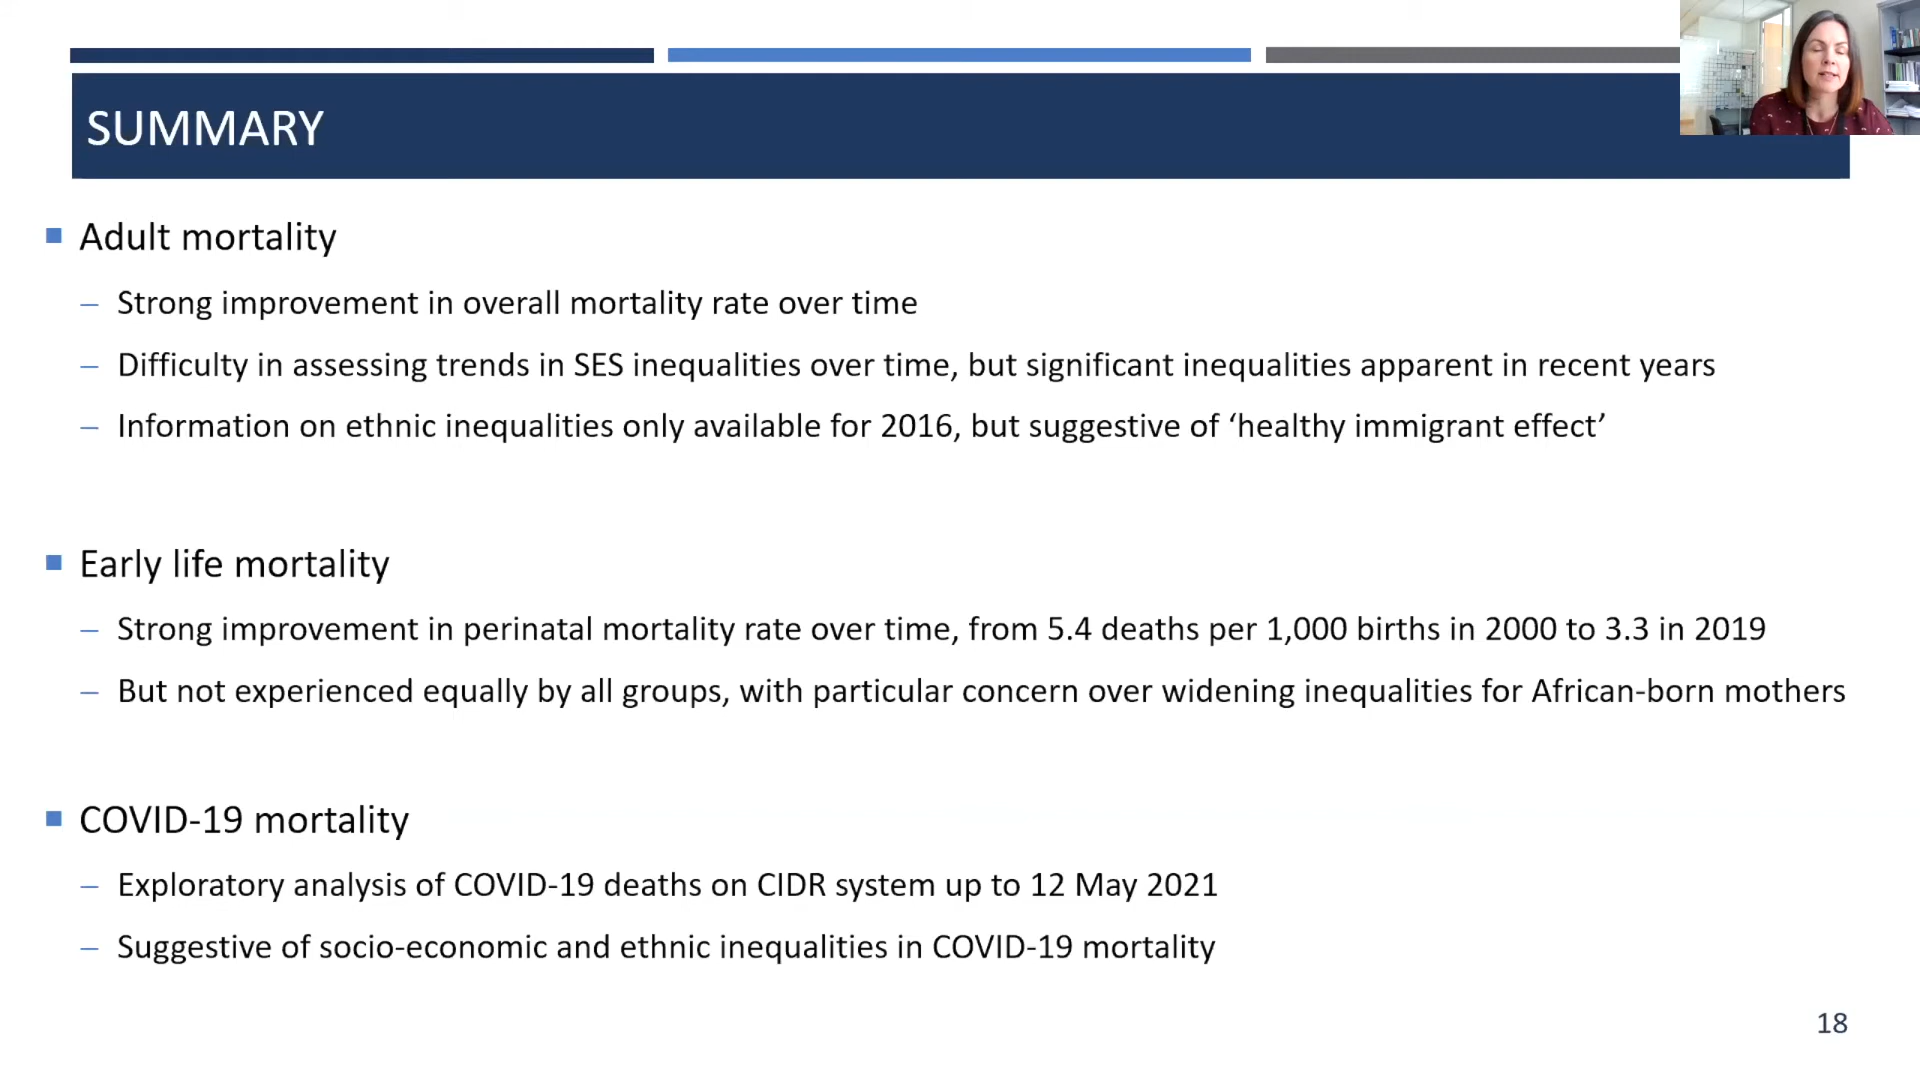 SUMMARY
Adult mortality
– Strong improvement in overall mortality rate over time
– Difficulty in assessing trends in SES inequalities over time, but significant inequalities apparent in recent years
– Information on ethnic inequalities only available for 2016, but suggestive of ‘healthy immigrant effect’
Early life mortality
– Strong improvement in perinatal mortality rate over time, from 5.4 deaths per 1,000 births in 2000 to 3.3 in 2019
– But not experienced equally by all groups, with particular concern over widening inequalities for African-born mothers
COVID-19 mortality
– Exploratory analysis of COVID-19 deaths on CIDR system up to 12 May 2021
– Suggestive of socio-economic and ethnic inequalities in COVID-19 mortality
18